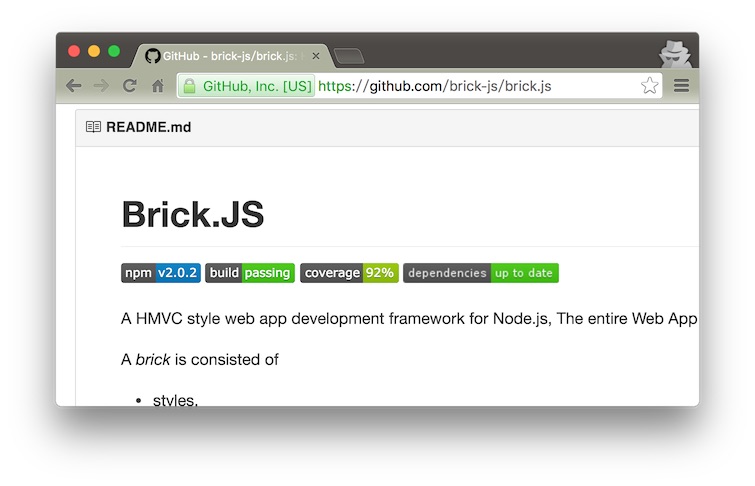 GitHub - brick-js/brick.js:
GitHub, Inc. [US] https://github.com/brick-js/brick.js
README.md
Brick.JS
npm v2.0.2 build passing coverage 92% dependencies up to date
A HMVC style web app development framework for Node.js, The entire Web App
A brick is consisted of
• styles,